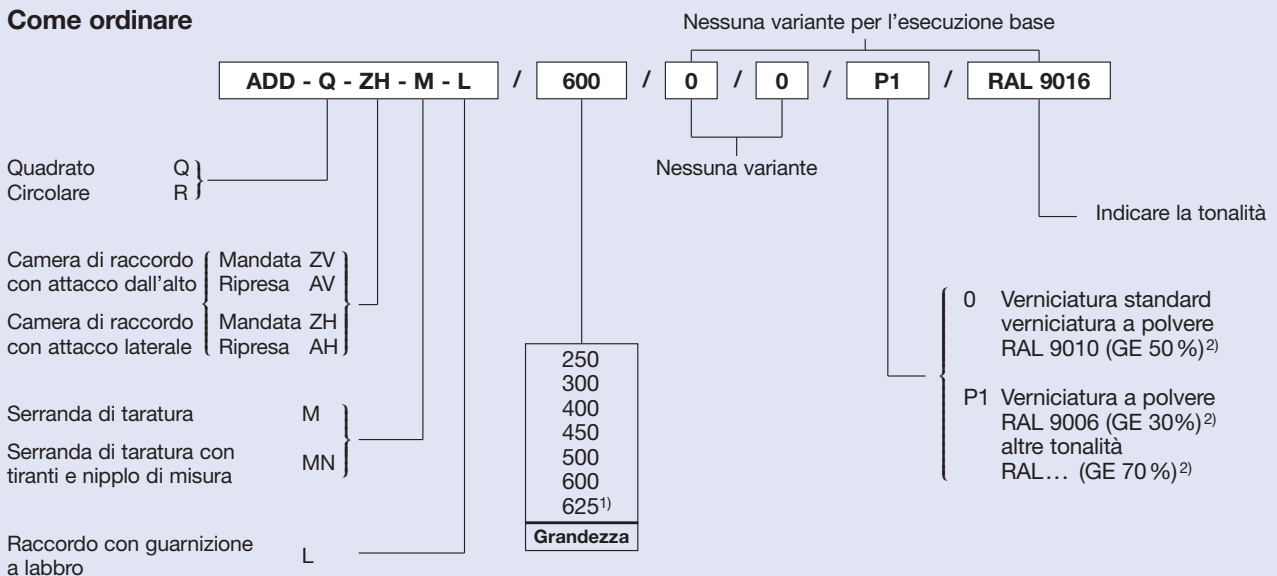 Come ordinare
Nessuna variante per l'esecuzione base
ADD - Q - ZH - M - L / 600 / 0 / 0 / P1 / RAL 9016
Nessuna variante
Indicare la tonalità
Quadrato Q
Circolare R
Camera di raccordo Mandata ZV
con attacco dall'alto Ripresa AV
Camera di raccordo Mandata ZH
con attacco laterale Ripresa AH
Serranda di taratura M
Serranda di taratura con
tiranti e nipplo di misura MN
Raccordo con guarnizione
a labbro L
250
300
400
450
500
600
625 1)
Grandezza
0 Verniciatura standard
verniciatura a polvere
RAL 9010 (GE 50 %) 2)
P1 Verniciatura a polvere
RAL 9006 (GE 30%) 2)
altre tonalità
RAL... (GE 70 %) 2)